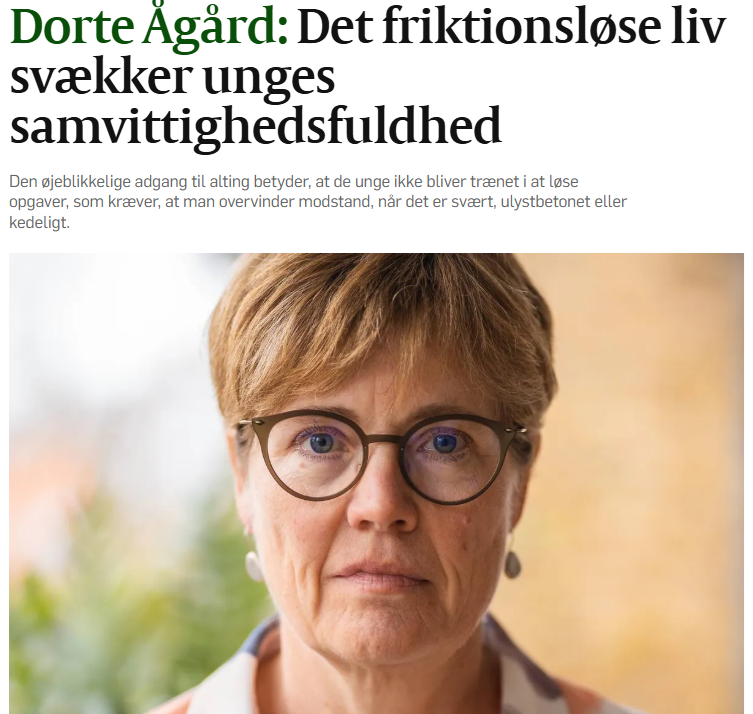 Dorte Ågård: Det friktionsløse liv
svækker unges
samvittighedsfuldhed
Den øjeblikkelige adgang til alting betyder, at de unge ikke bliver trænet i at løse
opgaver, som kræver, at man overvinder modstand, når det er svært, ulystbetonet eller
kedeligt.